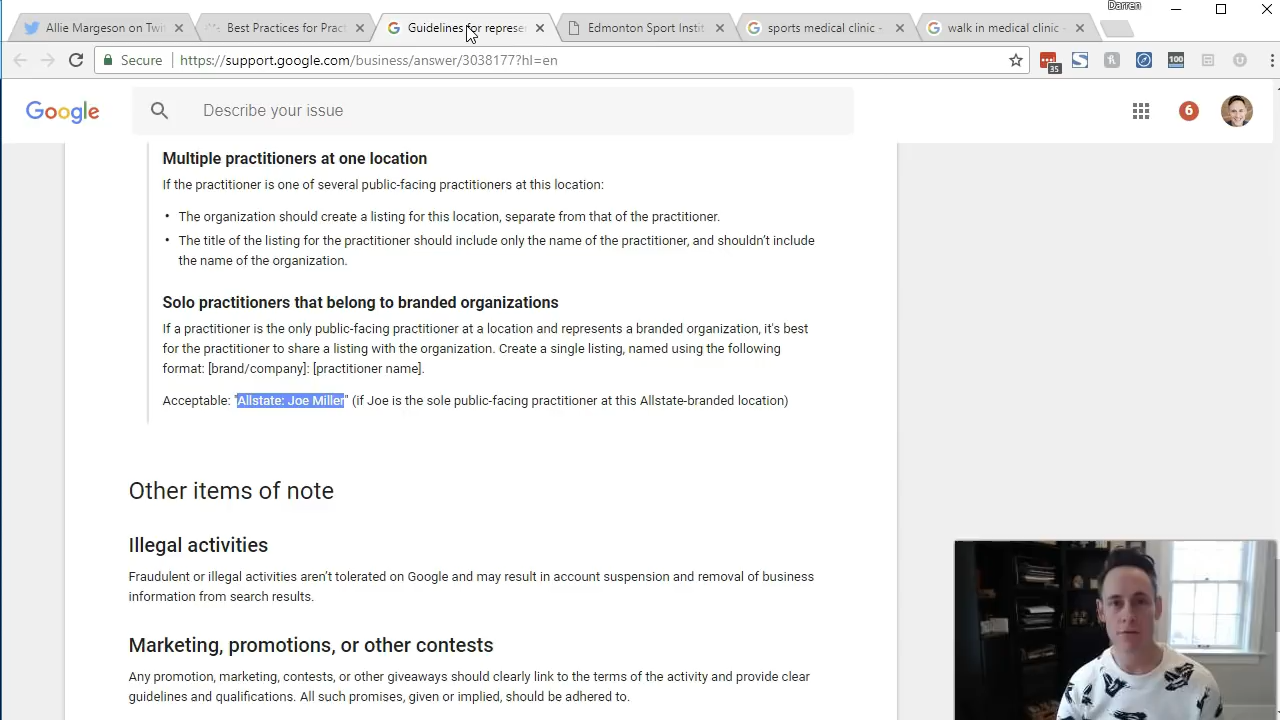 Darren
Allie Margeson on Twi
Best Practices for Pract
Guidelines for represe
Edmonton Sport Instit
sports medical clinic -
walk in medical clinic -
Secure
https://support.google.com/business/answer/3038177?hl=en
35
100
Google
Describe your issue
6
Multiple practitioners at one location
If the practitioner is one of several public-facing practitioners at this location:
• The organization should create a listing for this location, separate from that of the practitioner.
• The title of the listing for the practitioner should include only the name of the practitioner, and shouldn't include
the name of the organization.
Solo practitioners that belong to branded organizations
If a practitioner is the only public-facing practitioner at a location and represents a branded organization, it's best
for the practitioner to share a listing with the organization. Create a single listing, named using the following
format: [brand/company]: [practitioner name].
Acceptable: "Allstate: Joe Miller" (if Joe is the sole public-facing practitioner at this Allstate-branded location)
Other items of note
Illegal activities
Fraudulent or illegal activities aren't tolerated on Google and may result in account suspension and removal of business
information from search results.
Marketing, promotions, or other contests
Any promotion, marketing, contests, or other giveaways should clearly link to the terms of the activity and provide clear
guidelines and qualifications. All such promises, given or implied, should be adhered to.